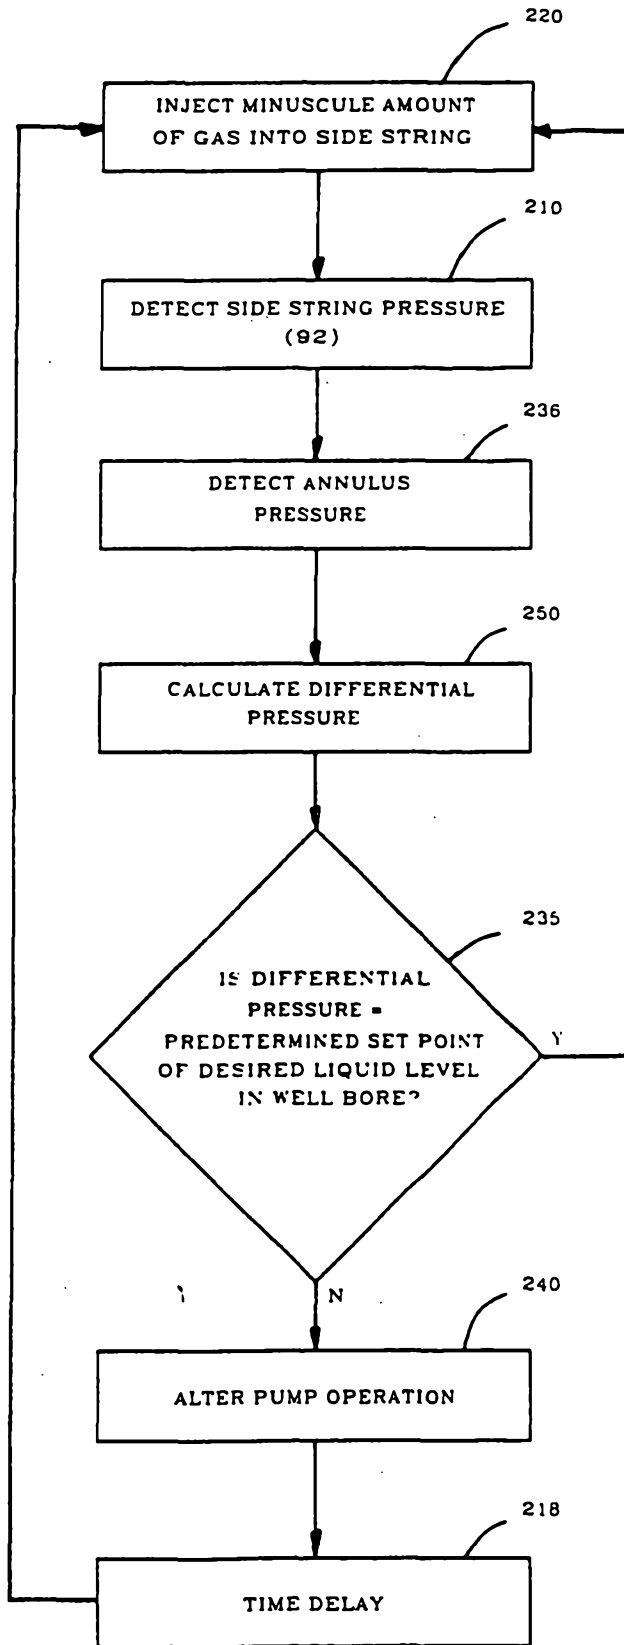 220
INJECT MINUSCULE AMOUNT
OF GAS INTO SIDE STRING
210
DETECT SIDE STRING PRESSURE
(92)
236
DETECT ANNULUS
PRESSURE
250
CALCULATE DIFFERENTIAL
PRESSURE
235
IS DIFFERENTIAL
PRESSURE =
PREDETERMINED SET POINT
OF DESIRED LIQUID LEVEL
IN WELL BORE?
Y
N
240
ALTER PUMP OPERATION
218
TIME DELAY